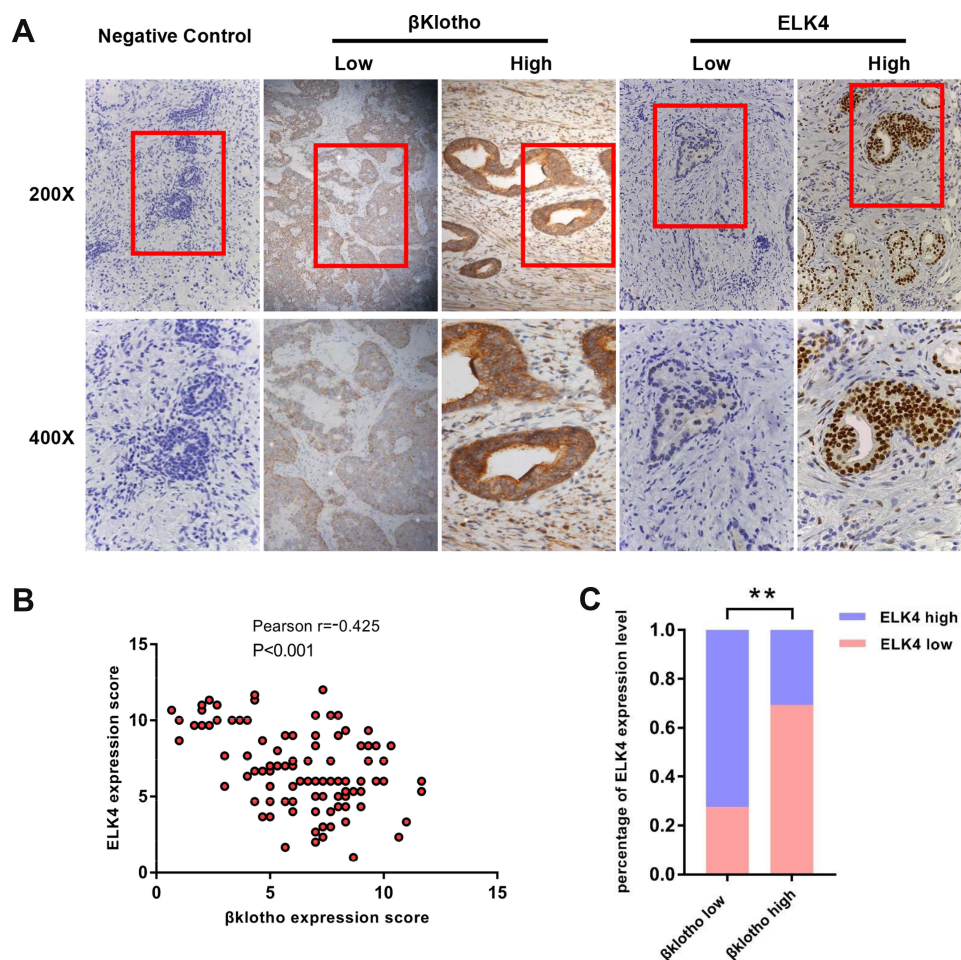 A
Negative Control
βKlotho
ELK4
Low
High
Low
High
200X
400X
B
Pearson r=-0.425
P<0.001
15
10
5
0
0
5
10
15
ELK4 expression score
βklotho expression score
C
**
ELK4 high
ELK4 low
1.0
0.8
0.6
0.4
0.2
0.0
percentage of ELK4 expression level
βklotho low
βklotho high